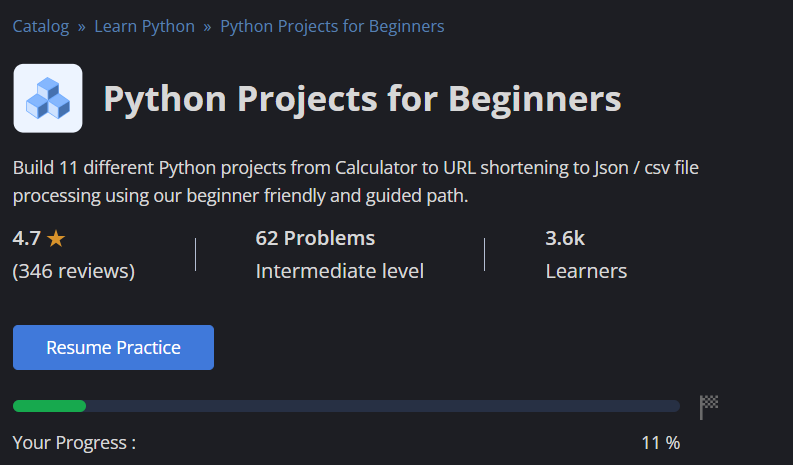 Catalog » Learn Python » Python Projects for Beginners
Python Projects for Beginners
Build 11 different Python projects from Calculator to URL shortening to Json / csv file
processing using our beginner friendly and guided path.
4.7 ★ 62 Problems 3.6k
(346 reviews) Intermediate level Learners
Resume Practice
Your Progress : 11 %